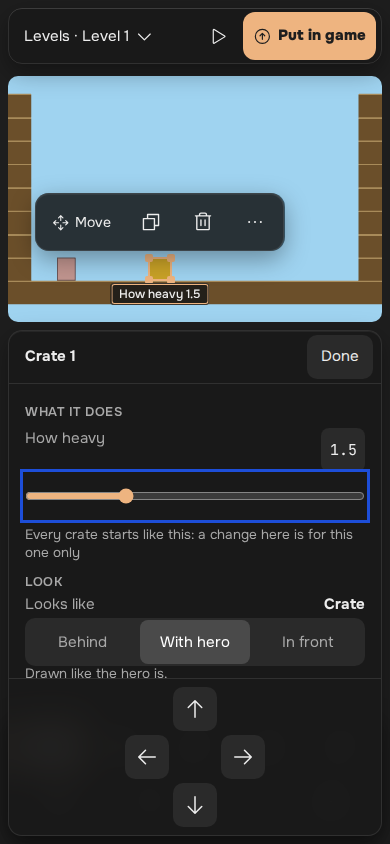 Levels · Level 1
Put in game
Move
How heavy 1.5
Crate 1
Done
WHAT IT DOES
How heavy
1.5
Every crate starts like this: a change here is for this
one only
LOOK
Looks like
Crate
Behind
With hero
In front
Drawn like the hero is.